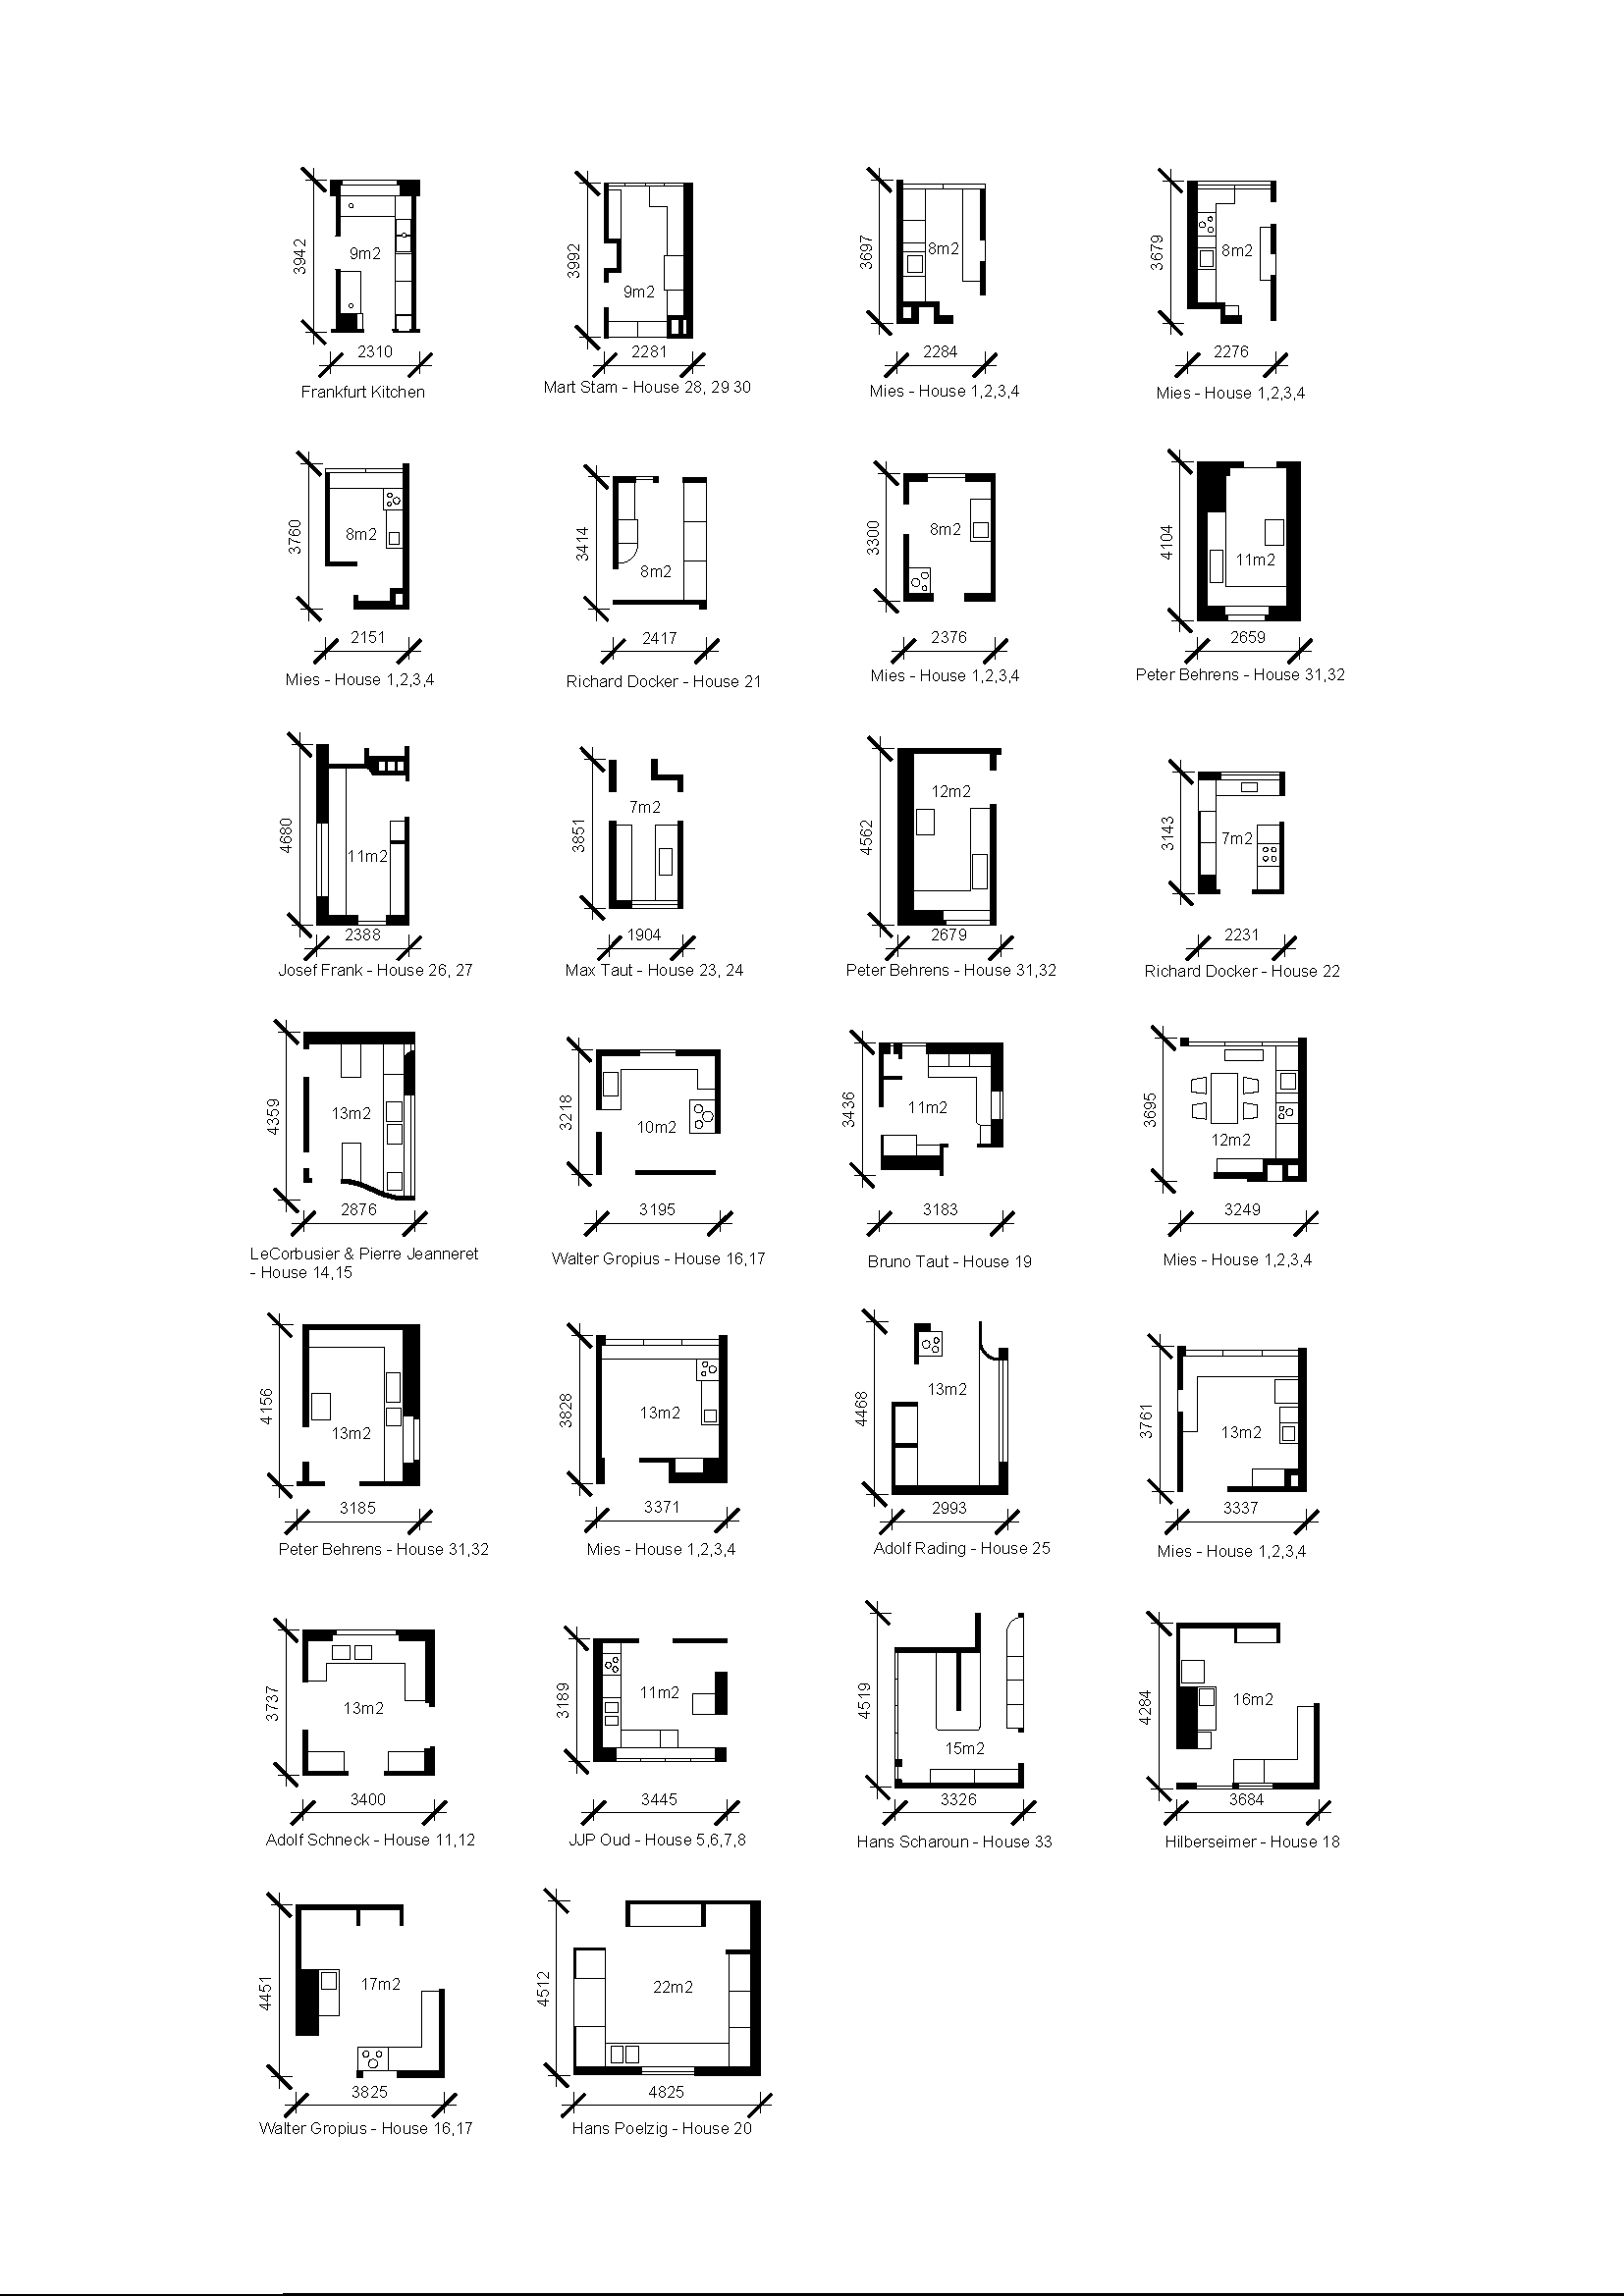 3942
9m2
2310
Frankfurt Kitchen
3992
9m2
2281
Mart Stam - House 28, 29 30
3697
8m2
2284
Mies - House 1,2,3,4
3679
8m2
2276
Mies - House 1,2,3,4
3760
8m2
2151
Mies - House 1,2,3,4
3414
8m2
2417
Richard Docker - House 21
3300
8m2
2376
Mies - House 1,2,3,4
4104
11m2
2659
Peter Behrens - House 31,32
4680
11m2
2388
Josef Frank - House 26, 27
3851
7m2
1904
Max Taut - House 23, 24
4562
12m2
2679
Peter Behrens - House 31,32
3143
7m2
2231
Richard Docker - House 22
4359
13m2
2876
LeCorbusier & Pierre Jeanneret
- House 14,15
3218
10m2
3195
Walter Gropius - House 16,17
3436
11m2
3183
Bruno Taut - House 19
3695
12m2
3249
Mies - House 1,2,3,4
4156
13m2
3185
Peter Behrens - House 31,32
3828
13m2
3371
Mies - House 1,2,3,4
4468
13m2
2993
Adolf Rading - House 25
3761
13m2
3337
Mies - House 1,2,3,4
3737
13m2
3400
Adolf Schneck - House 11,12
3189
11m2
3445
JJP Oud - House 5,6,7,8
4519
15m2
3326
Hans Scharoun - House 33
4284
16m2
3684
Hilberseimer - House 18
4451
17m2
3825
Walter Gropius - House 16,17
4512
22m2
4825
Hans Poelzig - House 20